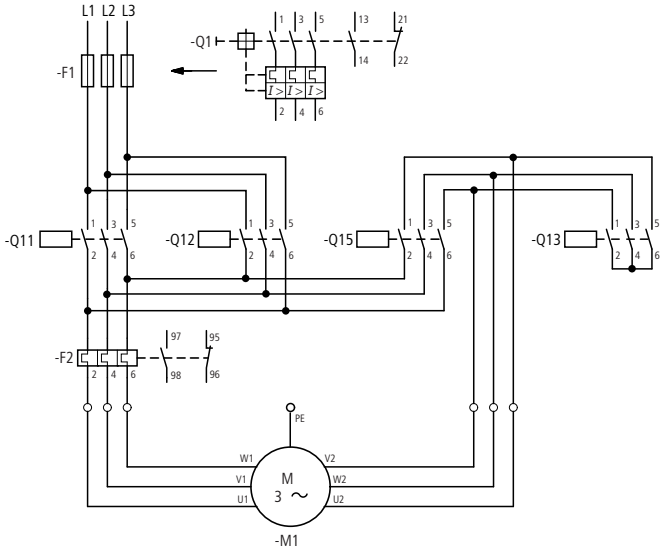 L1 L2 L3
1 3 5 13 21
-Q1
-F1
14 22
I> I> I>
2 4 6
1 3 5 1 3 5 1 3 5 1 3 5
-Q11 -Q12 -Q15 -Q13
2 4 6 2 4 6 2 4 6 2 4 6
97 95
-F2
2 4 6 98 96
PE
W1 V2
M
V1 W2
3 ~
U1 U2
-M1